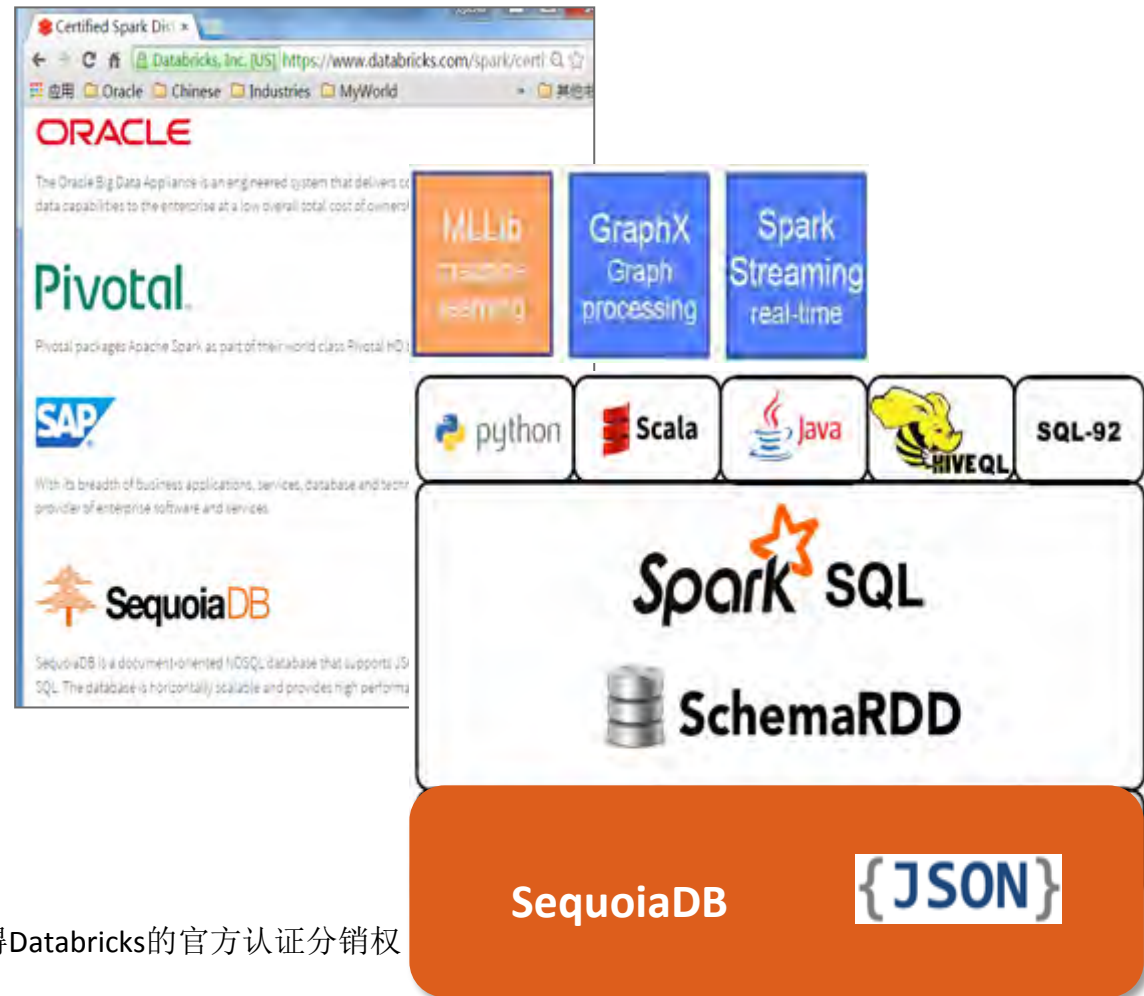 Certified Spark Dis
Databricks, Inc. [US] https://www.databricks.com/spark/certi
应用 Oracle Chinese Industries MyWorld » 其他
ORACLE
The Oracle Big Data Appliance is an engineered system that delivers
data capabilities to the enterprise at a low overall total cost of owners
Pivotal
Pivotal packages Apache Spark as part of their world class Pivotal HD
SAP
With its breadth of business applications, services, database and
provider of enterprise software and services
SequoiaDB
SequoiaDB is a document-oriented NOSQL database that supports
SQL. The database is horizontally scalable and provides high
MLLib
machine
learning
GraphX
Graph
processing
Spark
Streaming
real-time
python
Scala
Java
HIVEQL
SQL-92
Spark SQL
SchemaRDD
SequoiaDB
{JSON}
得Databricks的官方认证分销权